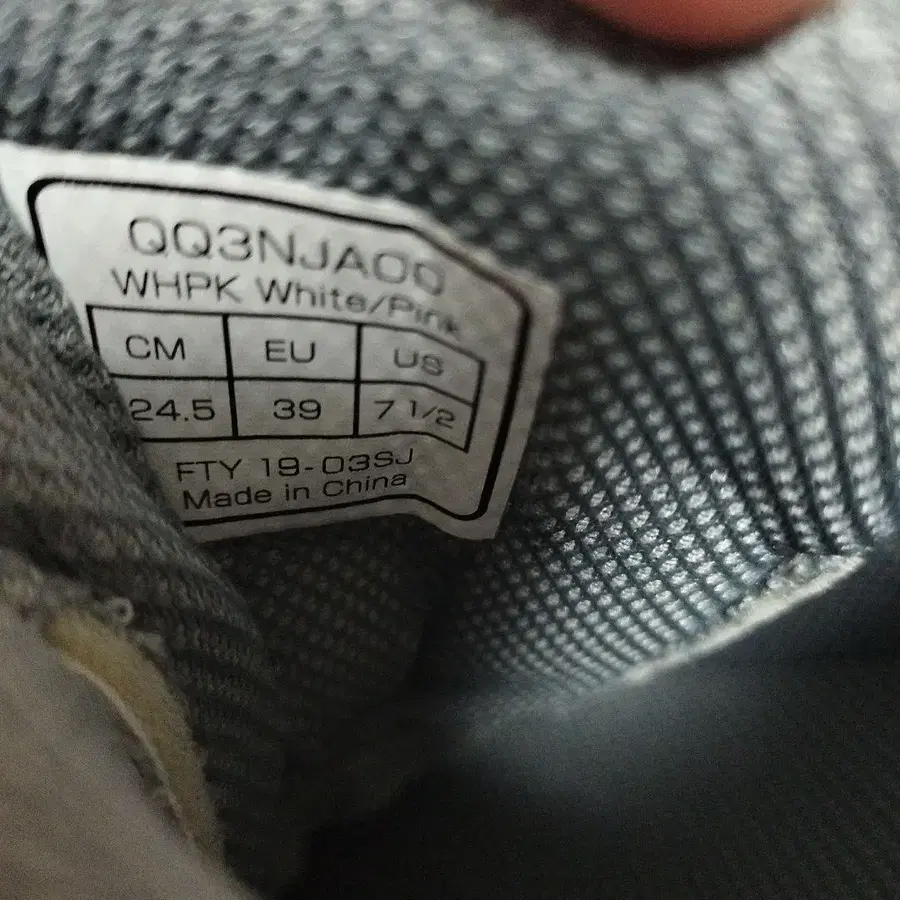 QQ3NJA00
WHPK White/Pink
CM EU US
24.5 39 7 1/2
FTY 19-03SJ
Made in China